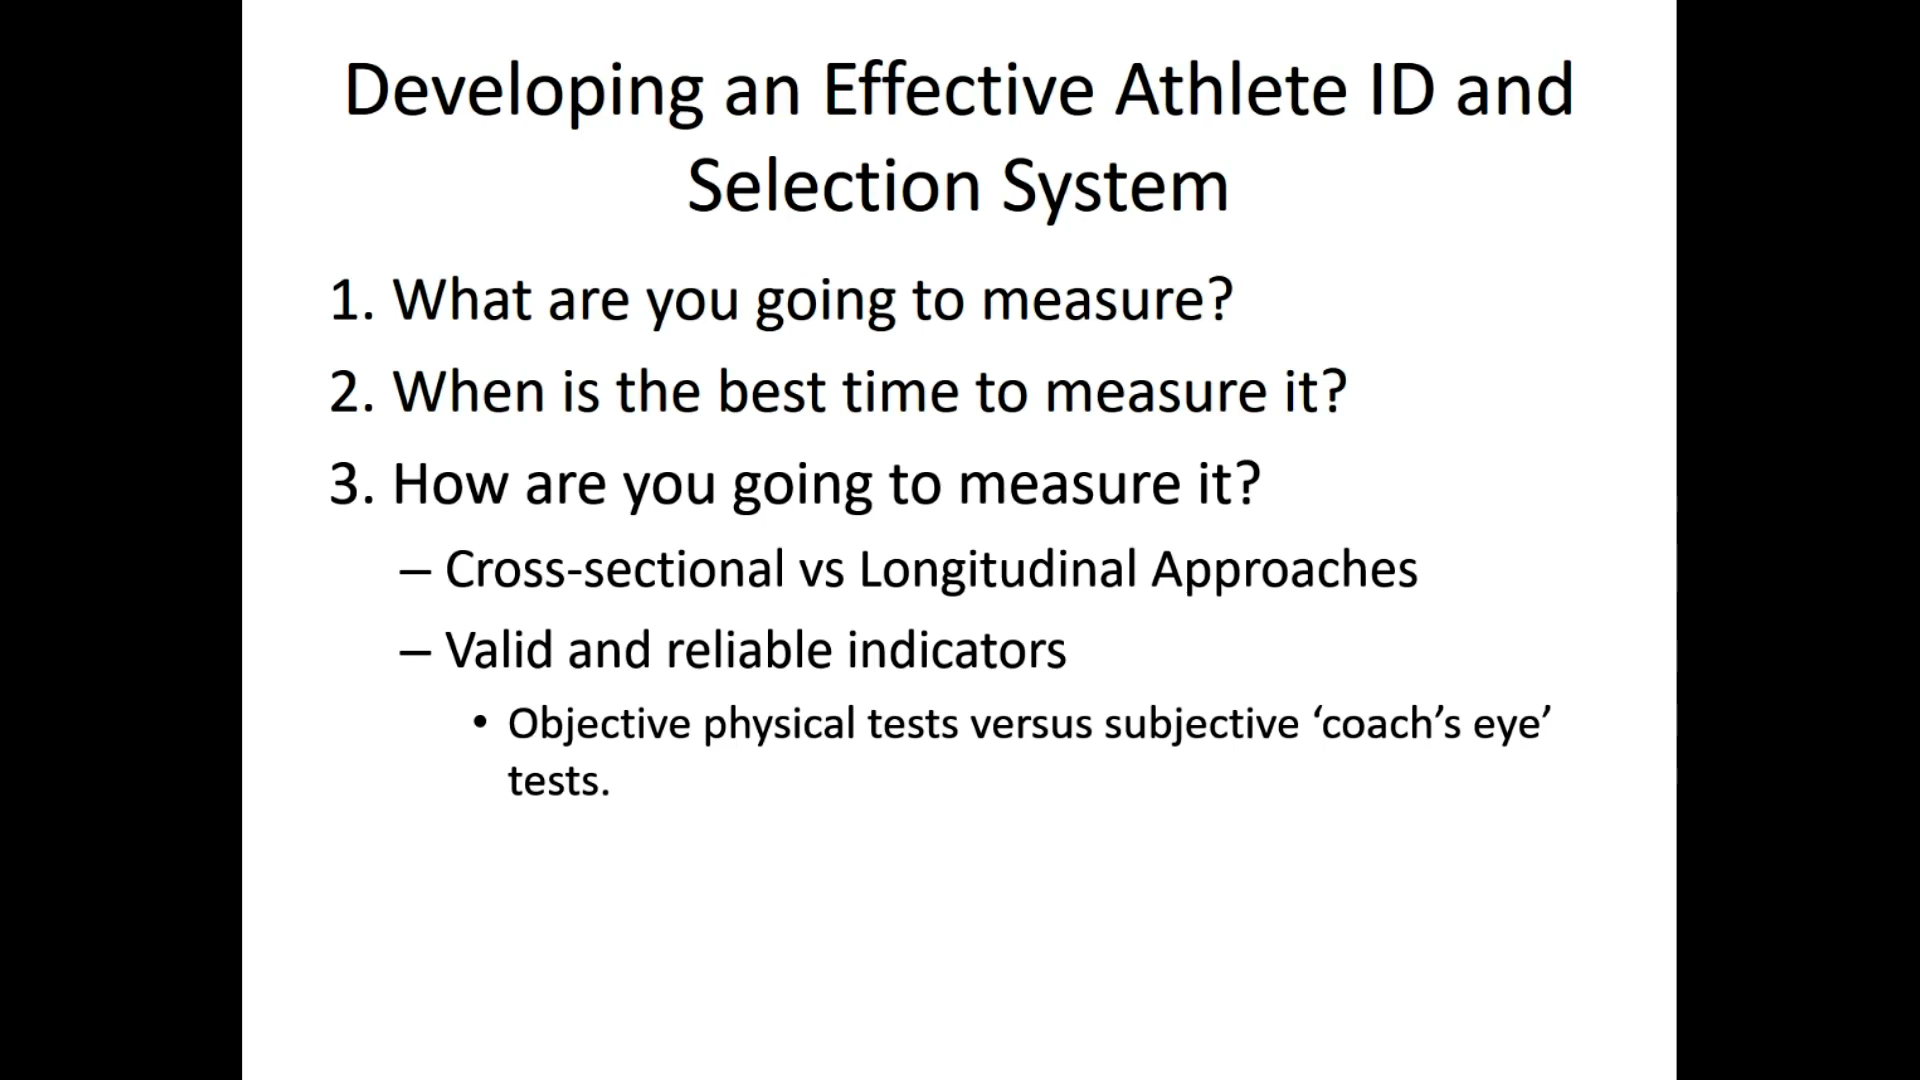 Developing an Effective Athlete ID and
Selection System
1. What are you going to measure?
2. When is the best time to measure it?
3. How are you going to measure it?
– Cross-sectional vs Longitudinal Approaches
– Valid and reliable indicators
• Objective physical tests versus subjective ‘coach’s eye’
tests.